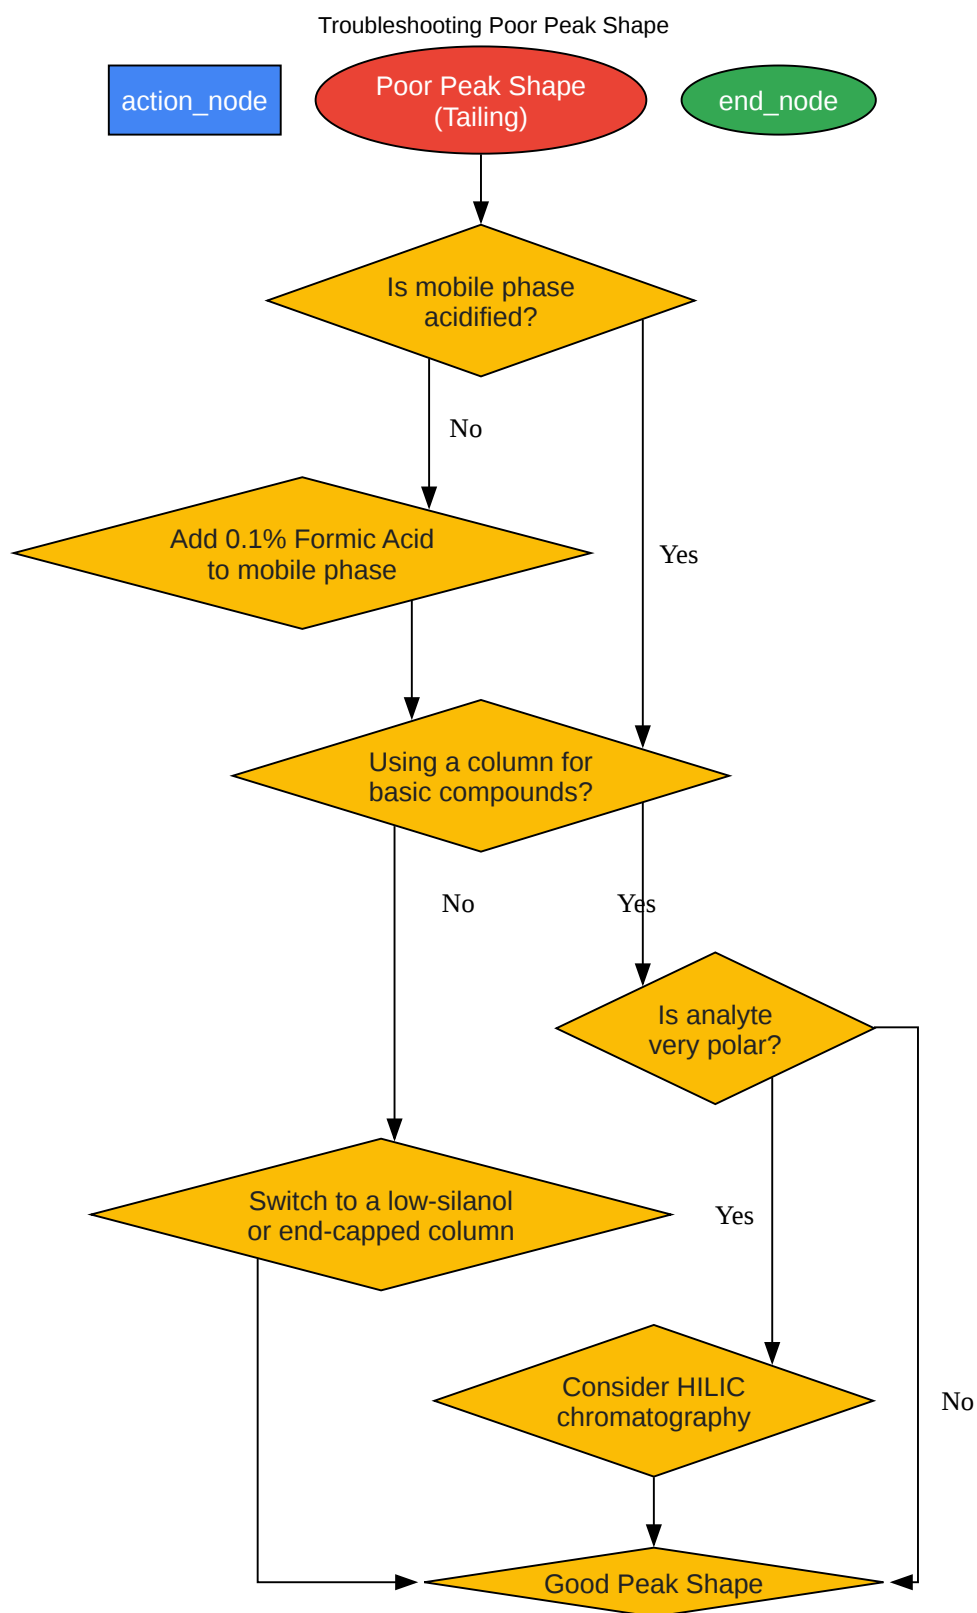 Troubleshooting Poor Peak Shape
action_node
Poor Peak Shape
(Tailing)
end_node
Is mobile phase
acidified?
No
Add 0.1% Formic Acid
to mobile phase
Yes
Using a column for
basic compounds?
No
Yes
Is analyte
very polar?
Switch to a low-silanol
or end-capped column
Yes
Consider HILIC
chromatography
No
Good Peak Shape